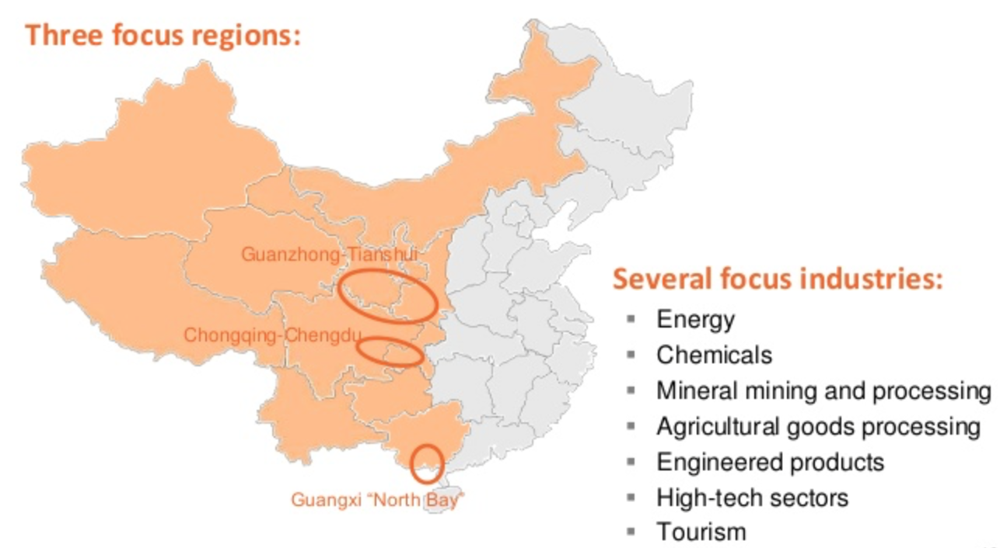 Three focus regions:
Guanzhong-Tianshui
Chongqing-Chengdu
Guangxi “North Bay”
Several focus industries:
▪ Energy
▪ Chemicals
▪ Mineral mining and processing
▪ Agricultural goods processing
▪ Engineered products
▪ High-tech sectors
▪ Tourism